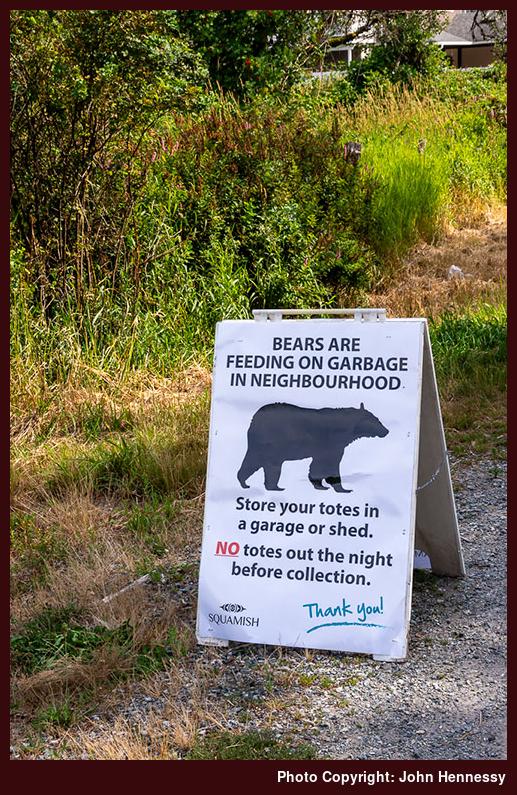 BEARS ARE
FEEDING ON GARBAGE
IN NEIGHBOURHOOD
Store your totes in
a garage or shed.
NO totes out the night
before collection.
SQUAMISH
Thank you!
Photo Copyright: John Hennessy